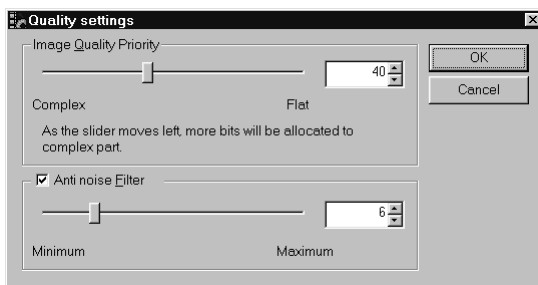 Quality settings
Image Quality Priority
40
Complex Flat
As the slider moves left, more bits will be allocated to
complex part.
Anti noise Filter
6
Minimum Maximum
OK
Cancel